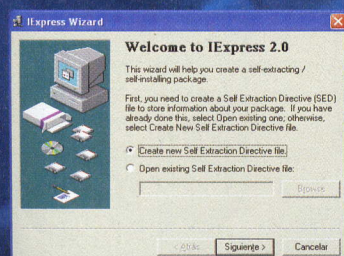 IExpress Wizard
Welcome to IExpress 2.0
This wizard will help you create a self-extracting /
self-installing package.
First, you need to create a Self Extraction Directive (SED)
file to store information about your package. If you have
already done this, select Open existing one; otherwise,
select Create New Self Extraction Directive file.
Create new Self Extraction Directive file.
Open existing Self Extraction Directive file:
Browse
< Atrás Siguiente > Cancelar